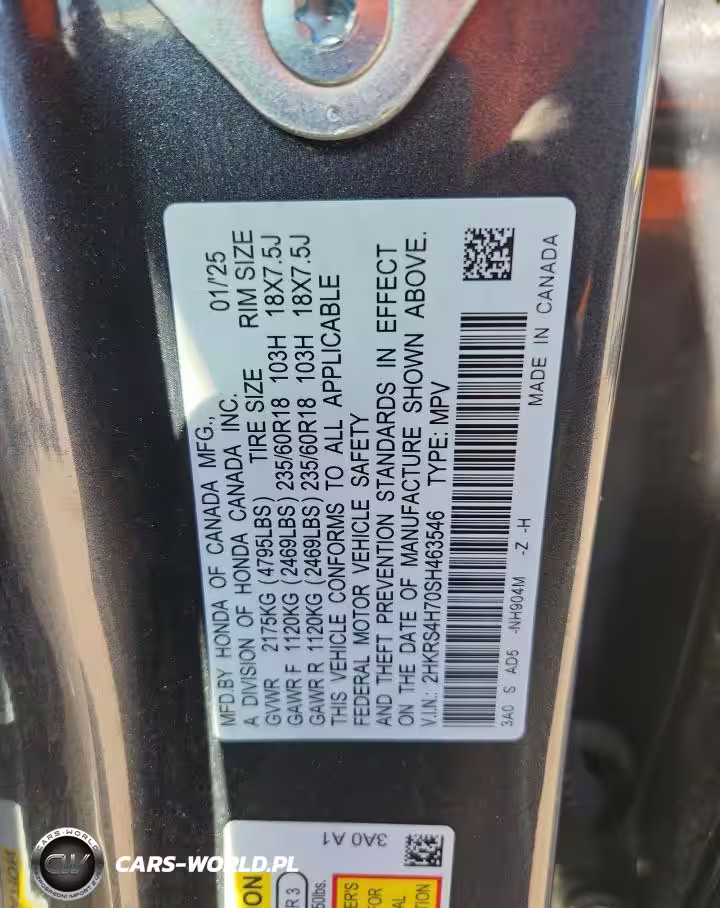 MFD.BY HONDA OF CANADA MFG., 01/'25
A DIVISION OF HONDA CANADA INC.
GVWR 2175KG (4795LBS) TIRE SIZE RIM SIZE
GAWR F 1120KG (2469LBS) 235/60R18 103H 18X7.5J
GAWR R 1120KG (2469LBS) 235/60R18 103H 18X7.5J
THIS VEHICLE CONFORMS TO ALL APPLICABLE
FEDERAL MOTOR VEHICLE SAFETY
AND THEFT PREVENTION STANDARDS IN EFFECT
ON THE DATE OF MANUFACTURE SHOWN ABOVE.
V.I.N.: 2HKRS4H70SH463546 TYPE: MPV
3A0 S AD5 -NH904M -Z -H MADE IN CANADA
3A0 A1
CARS-WORLD
CW
CARS-WORLD.PL